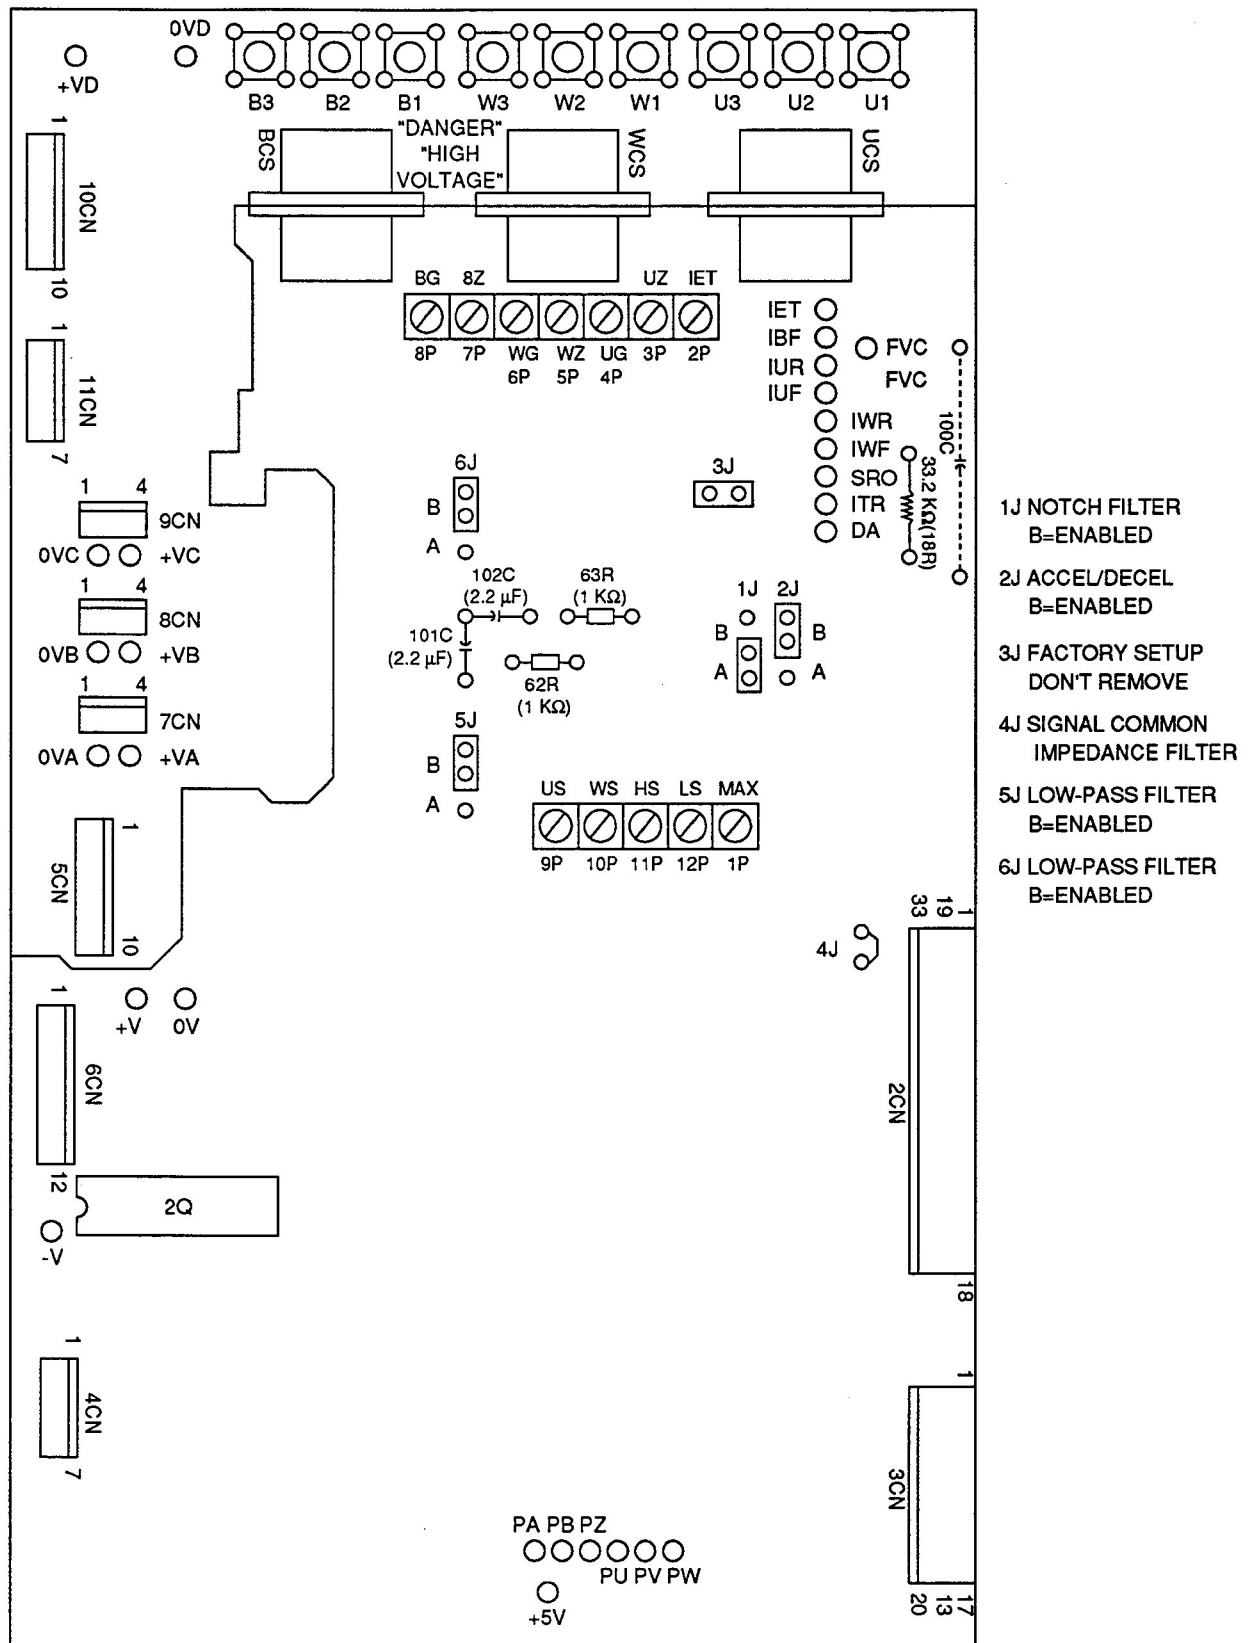 0VD
+VD
B3 B2 B1 W3 W2 W1 U3 U2 U1
"DANGER"
"HIGH
VOLTAGE"
BCS
WCS
UCS
1
10CN
10
1
11CN
7
BG 8Z UZ IET
8P 7P WG WZ UG 3P 2P
6P 5P 4P
IET
IBF
IUR
IUF
IWR
IWF
SRO
ITR
DA
FVC
FVC
100C
33.2 KΩ(18R)
1 4
9CN
0VC +VC
1 4
8CN
0VB +VB
1 4
7CN
0VA +VA
6J
B
A
3J
102C
(2.2 µF)
63R
(1 KΩ)
101C
(2.2 µF)
62R
(1 KΩ)
1J 2J
B B
A A
5J
B
A
US WS HS LS MAX
9P 10P 11P 12P 1P
1J NOTCH FILTER
B=ENABLED
2J ACCEL/DECEL
B=ENABLED
3J FACTORY SETUP
DON'T REMOVE
4J SIGNAL COMMON
IMPEDANCE FILTER
5J LOW-PASS FILTER
B=ENABLED
6J LOW-PASS FILTER
B=ENABLED
1
5CN
10
33 19 1
4J
2CN
18
+V 0V
1
6CN
12
2Q
-V
1
4CN
7
1
3CN
20 13 17
PA PB PZ
PU PV PW
+5V